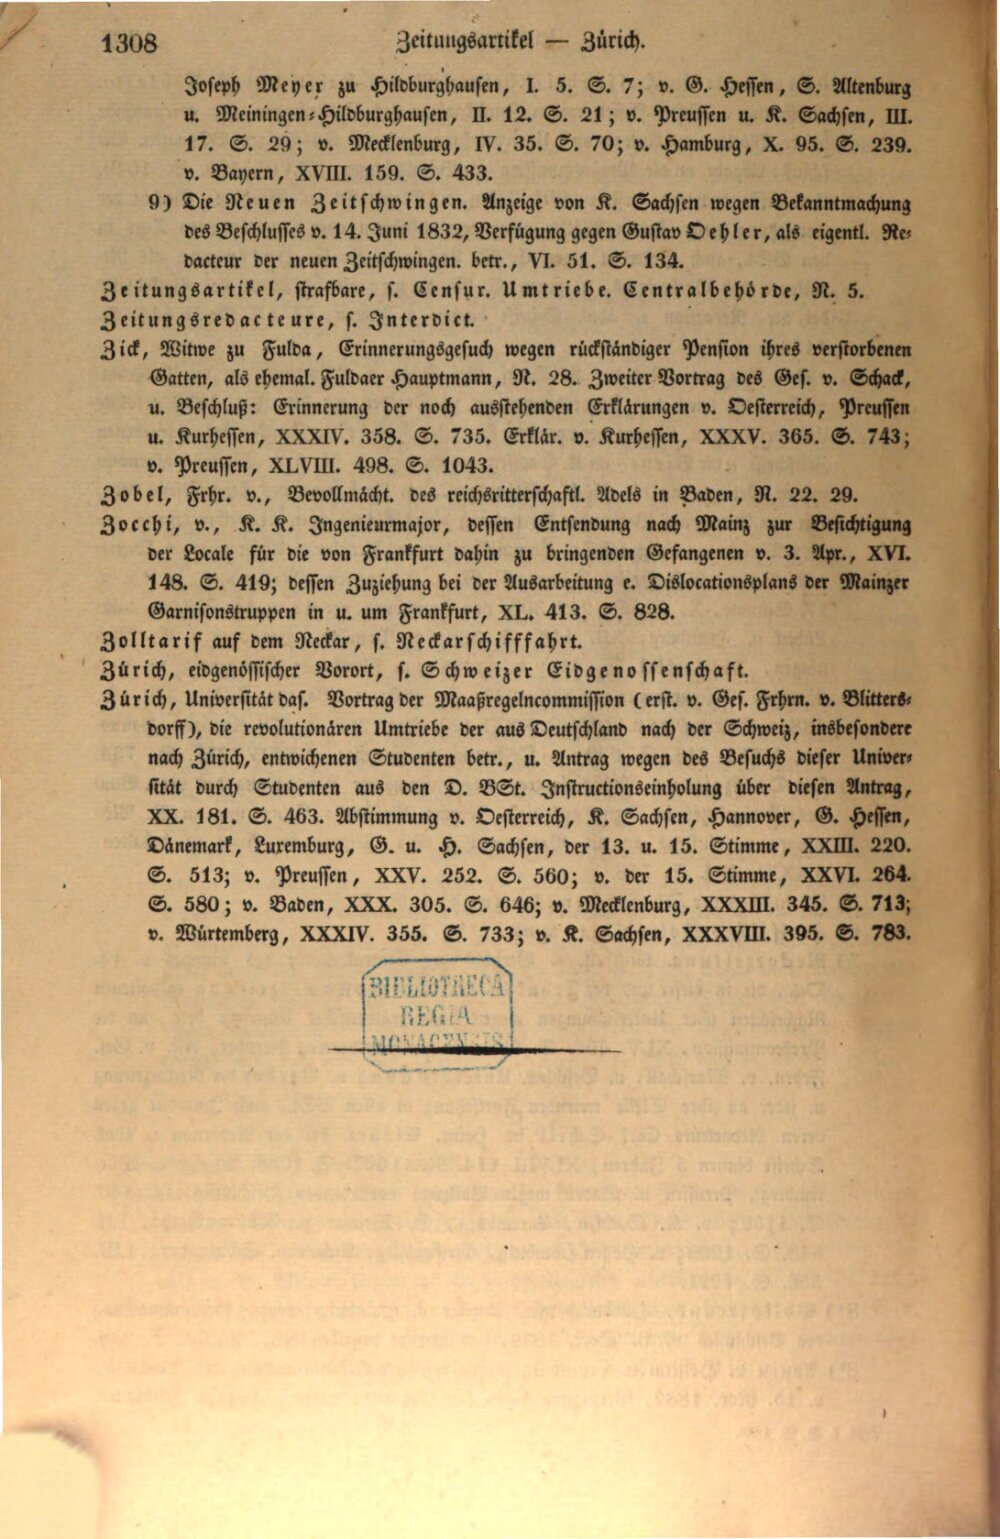 1308 Zeitungsartikel — Zürich.
Joseph Meyer zu Hildburghausen, I. 5. S. 7; v. G. Hessen, S. Altenburg
u. Meiningen-Hildburghausen, II. 12. S. 21; v. Preussen u. K. Sachsen, III.
17. S. 29; v. Mecklenburg, IV. 35. S. 70; v. Hamburg, X. 95. S. 239.
v. Bayern, XVIII. 159. S. 433.
9) Die Neuen Zeitschwingen. Anzeige von K. Sachsen wegen Bekanntmachung
des Beschlusses v. 14. Juni 1832, Verfügung gegen Gustav Oehler, als eigentl. Re-
dacteur der neuen Zeitschwingen. betr., VI. 51. S. 134.
Zeitungsartikel, strafbare, s. Censur. Umtriebe. Centralbehörde, N. 5.
Zeitungsredacteure, s. Interdict.
Zick, Witwe zu Fulda, Erinnerungsgesuch wegen rückständiger Pension ihres verstorbenen
Gatten, als ehemal. Fuldaer Hauptmann, N. 28. Zweiter Vortrag des Ges. v. Schack,
u. Beschluß: Erinnerung der noch ausstehenden Erklärungen v. Oesterreich, Preussen
u. Kurhessen, XXXIV. 358. S. 735. Erklär. v. Kurhessen, XXXV. 365. S. 743;
v. Preussen, XLVIII. 498. S. 1043.
Zobel, Frhr. v., Bevollmächt. des reichsritterschaftl. Adels in Baden, N. 22. 29.
Zocchi, v., K. K. Ingenieurmajor, dessen Entsendung nach Mainz zur Besichtigung
der Locale für die von Frankfurt dahin zu bringenden Gefangenen v. 3. Apr., XVI.
148. S. 419; dessen Zuziehung bei der Ausarbeitung e. Dislocationsplans der Mainzer
Garnisonstruppen in u. um Frankfurt, XL. 413. S. 828.
Zolltarif auf dem Neckar, s. Neckarschifffahrt.
Zürich, eidgenössischer Vorort, s. Schweizer Eidgenossenschaft.
Zürich, Universität das. Vortrag der Maaßregelncommission (erst. v. Ges. Frhrn. v. Blitters-
dorff), die revolutionären Umtriebe der aus Deutschland nach der Schweiz, insbesondere
nach Zürich, entwichenen Studenten betr., u. Antrag wegen des Besuchs dieser Univer-
sität durch Studenten aus den D. BSt. Instructionseinholung über diesen Antrag,
XX. 181. S. 463. Abstimmung v. Oesterreich, K. Sachsen, Hannover, G. Hessen,
Dänemark, Luxemburg, G. u. H. Sachsen, der 13. u. 15. Stimme, XXIII. 220.
S. 513; v. Preussen, XXV. 252. S. 560; v. der 15. Stimme, XXVI. 264.
S. 580; v. Baden, XXX. 305. S. 646; v. Mecklenburg, XXXIII. 345. S. 713;
v. Würtemberg, XXXIV. 355. S. 733; v. K. Sachsen, XXXVIII. 395. S. 783.
BIBLIOTHECA
REGIA
MONACENSIS